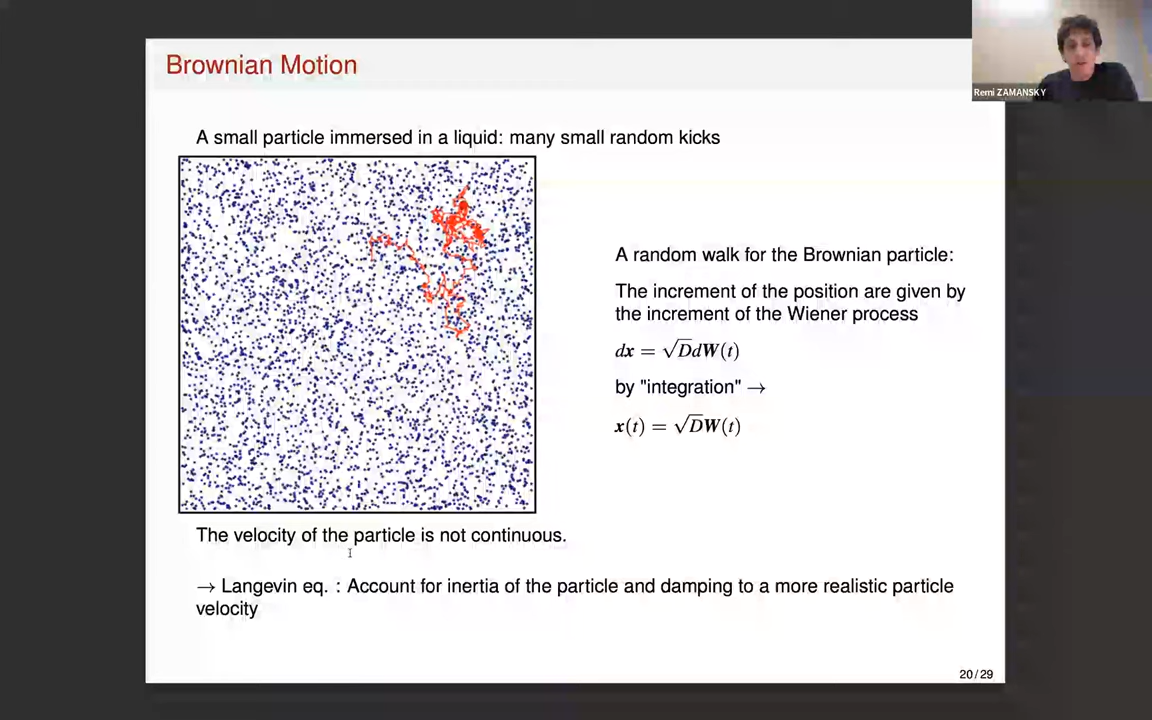 Brownian Motion
Remi ZAMANSKY
A small particle immersed in a liquid: many small random kicks
A random walk for the Brownian particle:
The increment of the position are given by
the increment of the Wiener process
dx = √DdW(t)
by "integration" →
x(t) = √DW(t)
The velocity of the particle is not continuous.
→ Langevin eq. : Account for inertia of the particle and damping to a more realistic particle
velocity
20/29